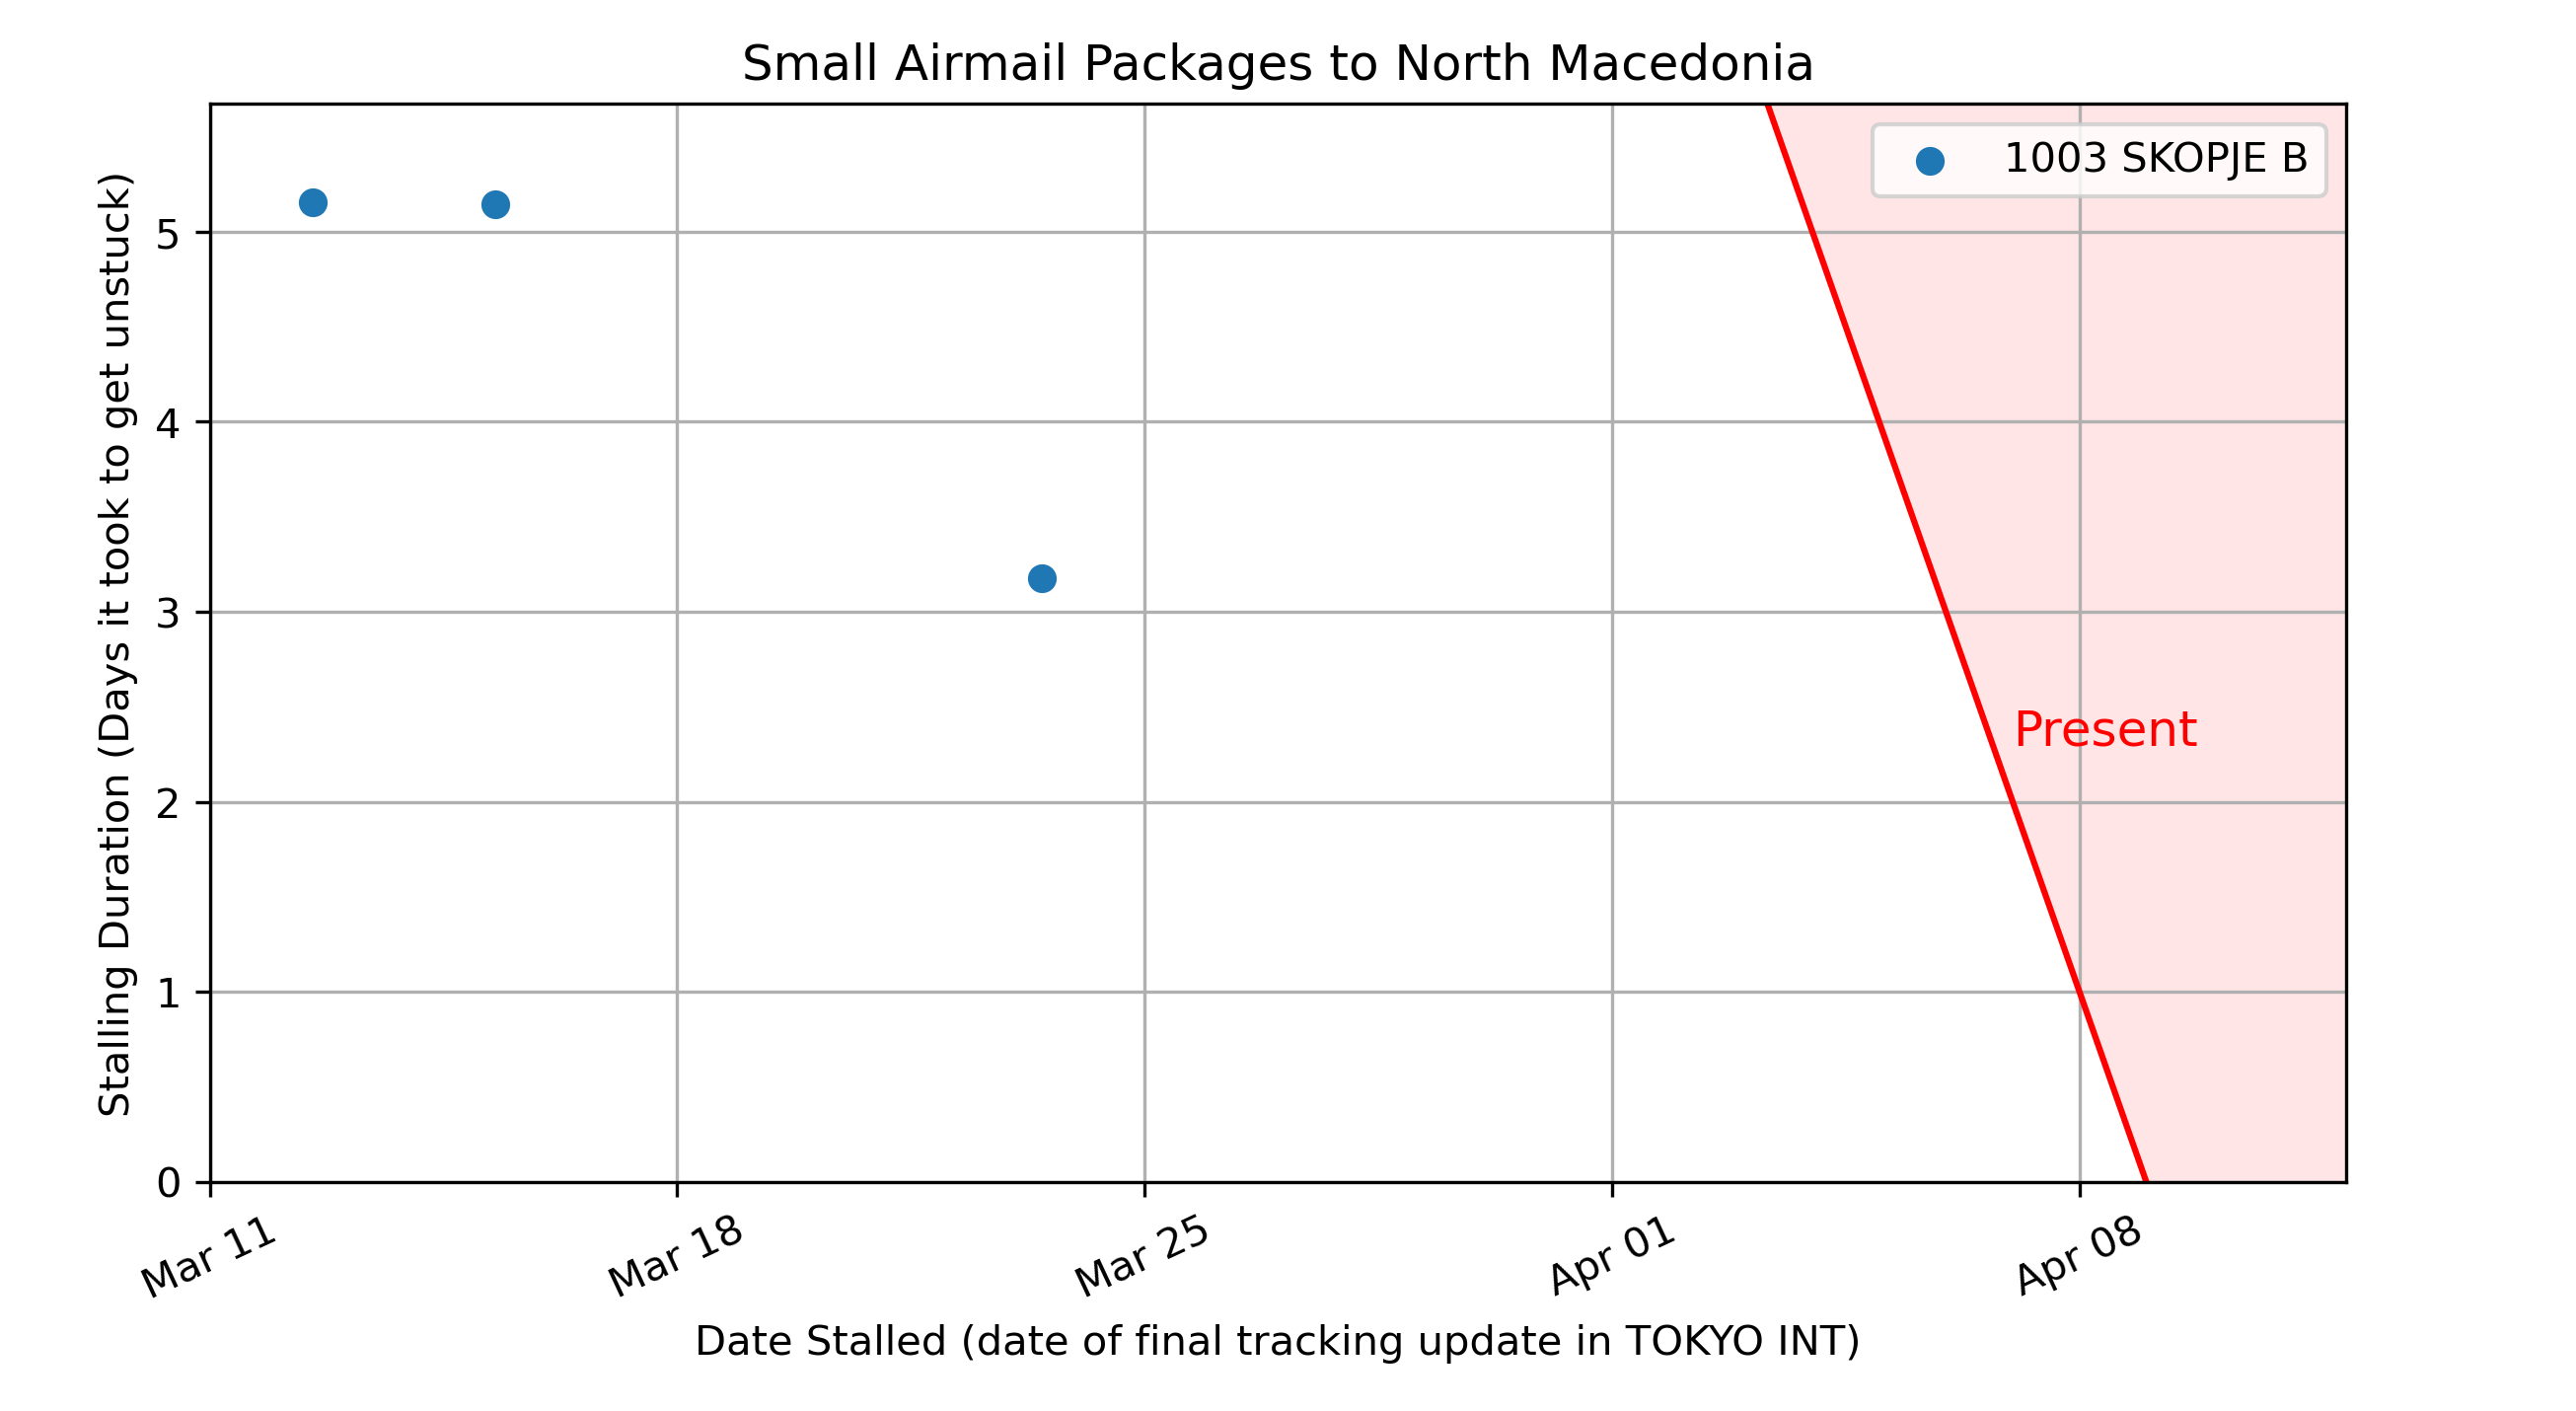 Small Airmail Packages to North Macedonia
1003 SKOPJE B
Stalling Duration (Days it took to get unstuck)
5
4
3
2
1
0
Present
Mar 11
Mar 18
Mar 25
Apr 01
Apr 08
Date Stalled (date of final tracking update in TOKYO INT)